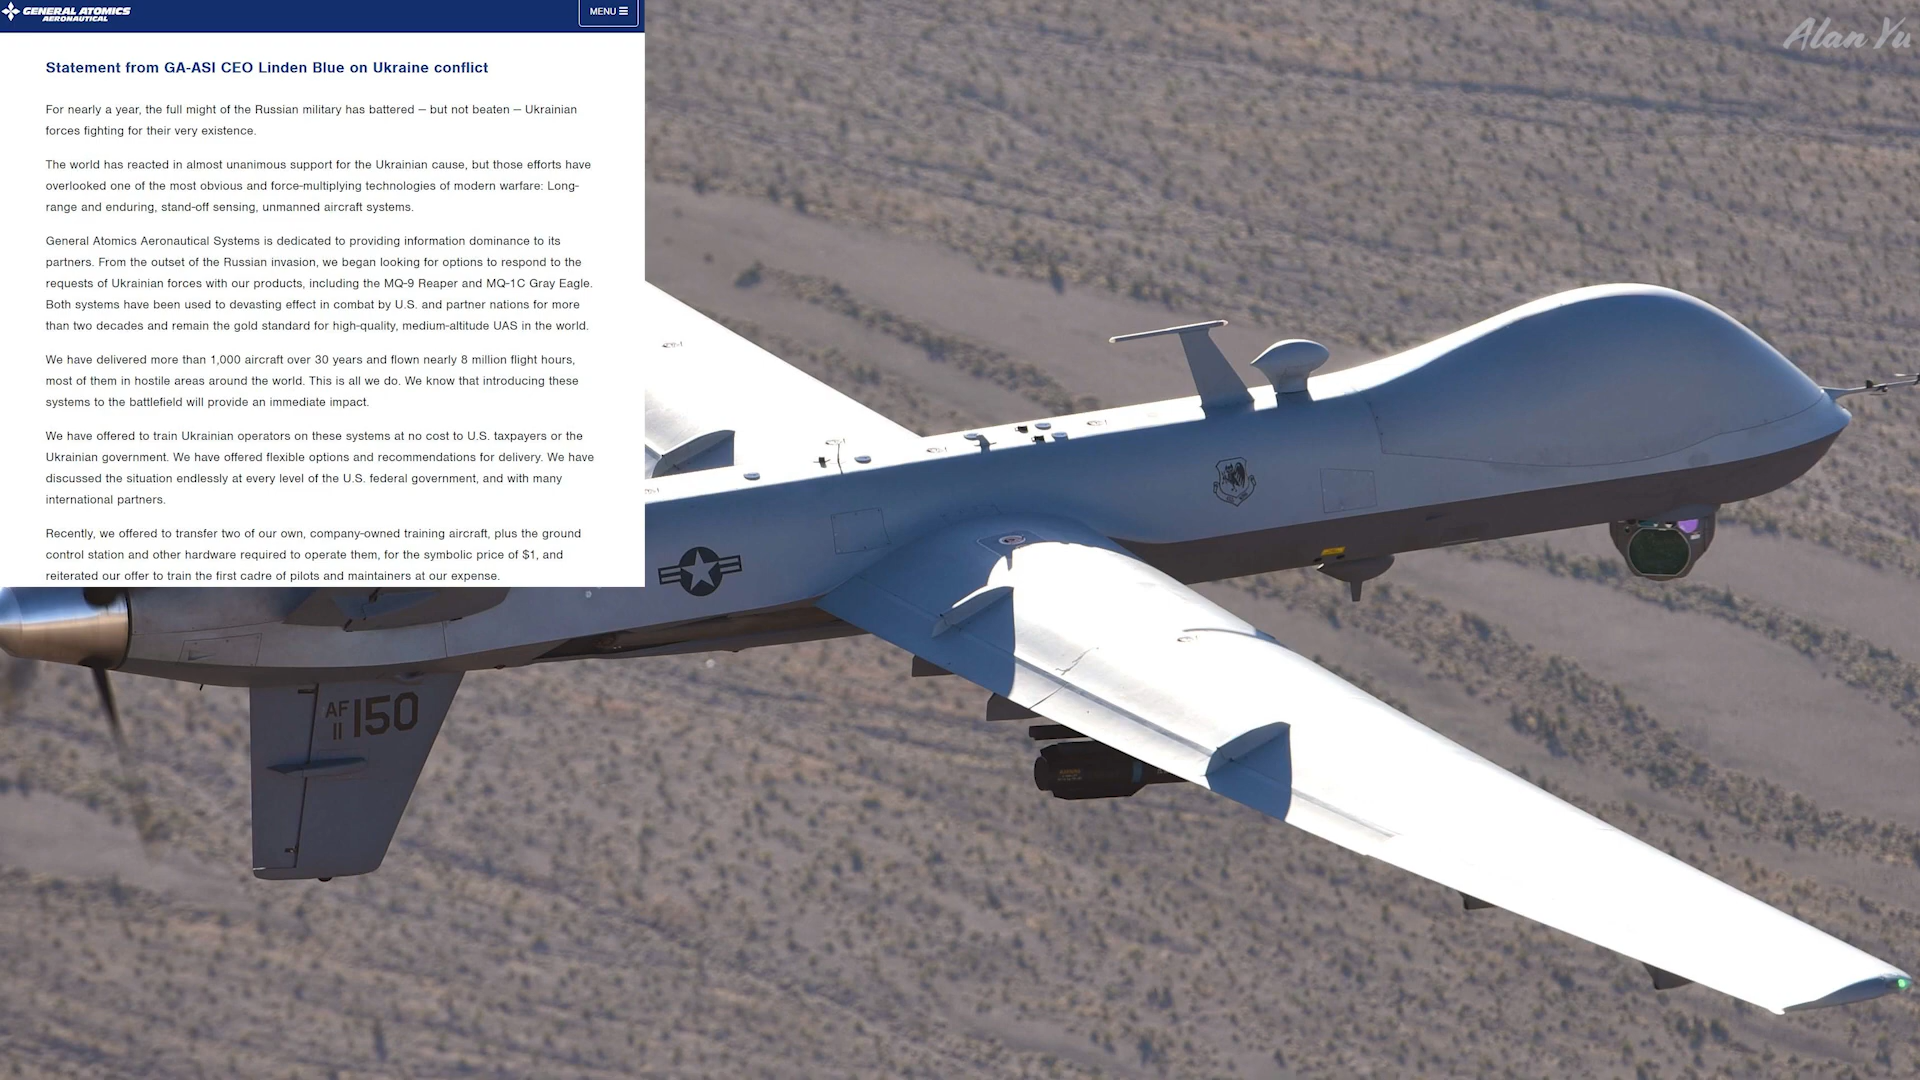 GENERAL ATOMICS
AERONAUTICAL
MENU
Statement from GA-ASI CEO Linden Blue on Ukraine conflict
For nearly a year, the full might of the Russian military has battered – but not beaten – Ukrainian
forces fighting for their very existence.
The world has reacted in almost unanimous support for the Ukrainian cause, but those efforts have
overlooked one of the most obvious and force-multiplying technologies of modern warfare: Long-
range and enduring, stand-off sensing, unmanned aircraft systems.
General Atomics Aeronautical Systems is dedicated to providing information dominance to its
partners. From the outset of the Russian invasion, we began looking for options to respond to the
requests of Ukrainian forces with our products, including the MQ-9 Reaper and MQ-1C Gray Eagle.
Both systems have been used to devasting effect in combat by U.S. and partner nations for more
than two decades and remain the gold standard for high-quality, medium-altitude UAS in the world.
We have delivered more than 1,000 aircraft over 30 years and flown nearly 8 million flight hours,
most of them in hostile areas around the world. This is all we do. We know that introducing these
systems to the battlefield will provide an immediate impact.
We have offered to train Ukrainian operators on these systems at no cost to U.S. taxpayers or the
Ukrainian government. We have offered flexible options and recommendations for delivery. We have
discussed the situation endlessly at every level of the U.S. federal government, and with many
international partners.
Recently, we offered to transfer two of our own, company-owned training aircraft, plus the ground
control station and other hardware required to operate them, for the symbolic price of $1, and
reiterated our offer to train the first cadre of pilots and maintainers at our expense.
Alan Yu
AF
11 150